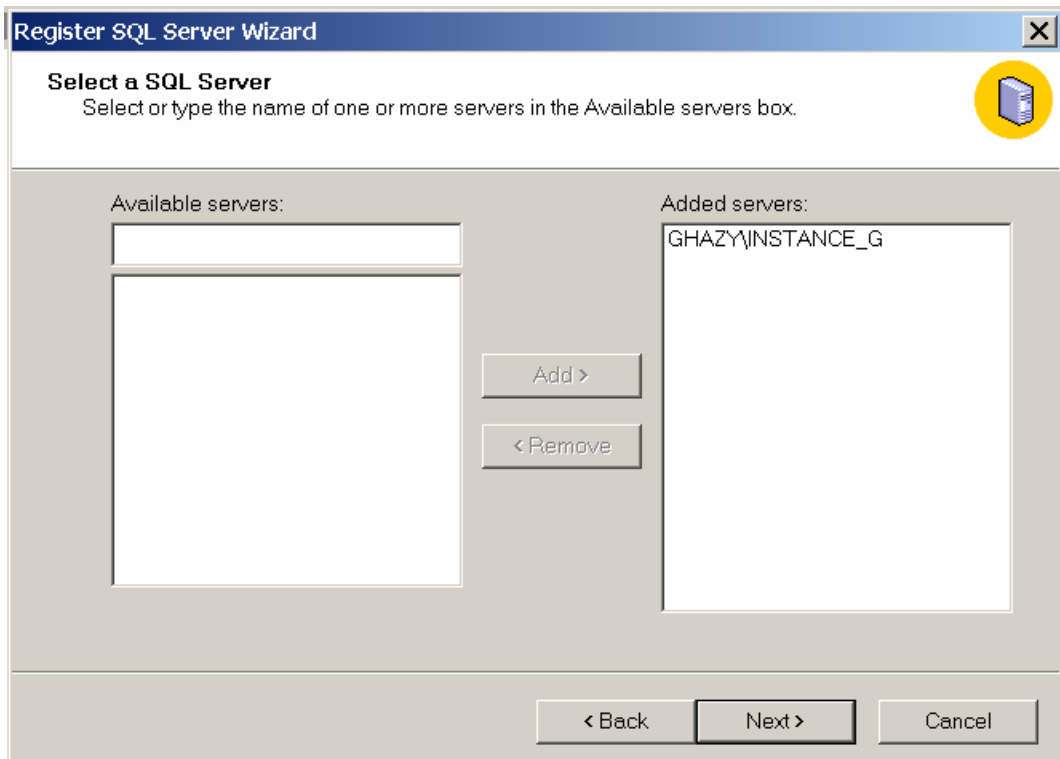 Register SQL Server Wizard
Select a SQL Server
Select or type the name of one or more servers in the Available servers box.
Available servers:
Added servers:
GHAZY\INSTANCE_G
Add >
< Remove
< Back
Next >
Cancel